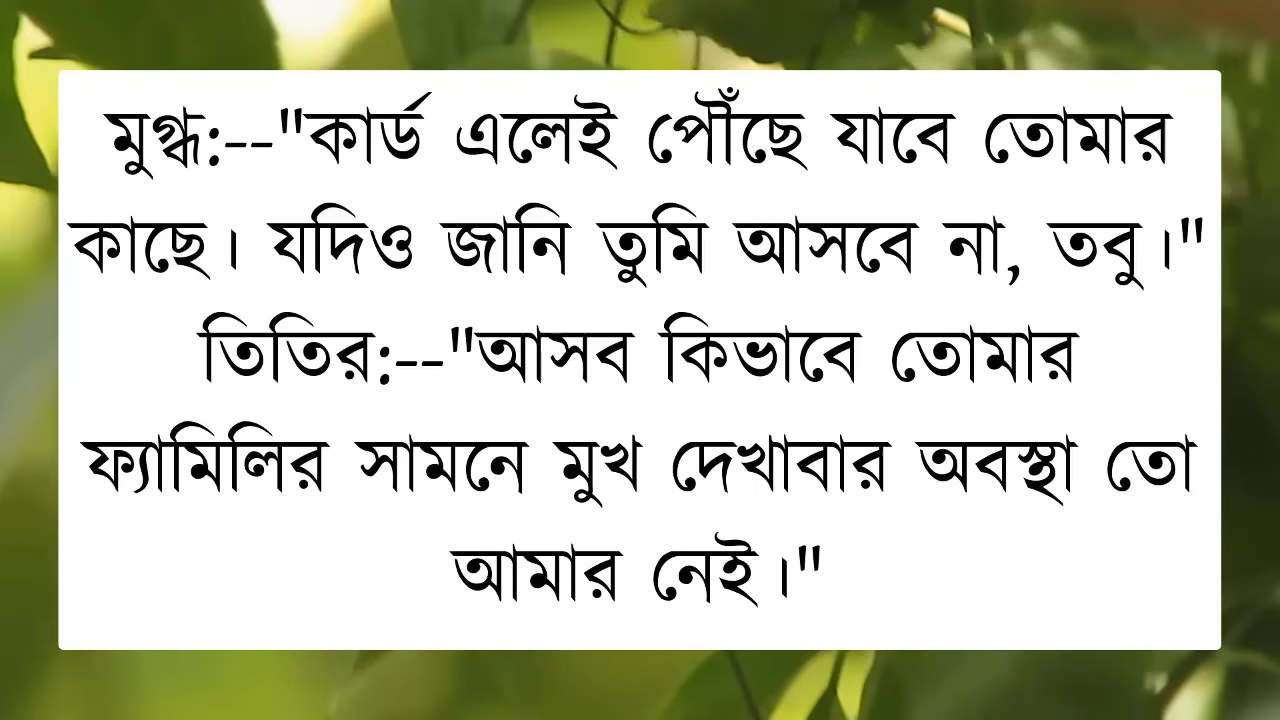 মুগ্ধ:--"কার্ড এলেই পৌঁছে যাবে তোমার
কাছে। যদিও জানি তুমি আসবে না, তবু।"
তিতির:--"আসব কিভাবে তোমার
ফ্যামিলির সামনে মুখ দেখাবার অবস্থা তো
আমার নেই।"